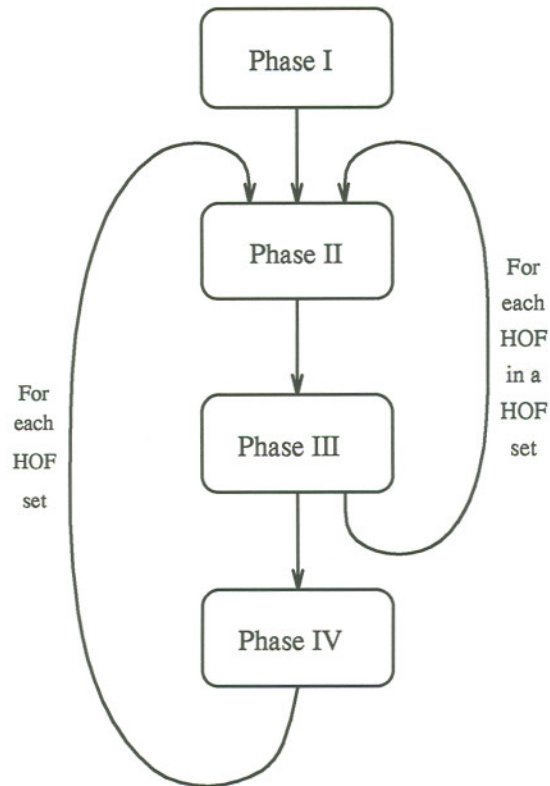 Phase I
Phase II
For
each
HOF
in a
HOF
set
For
each
HOF
set
Phase III
Phase IV